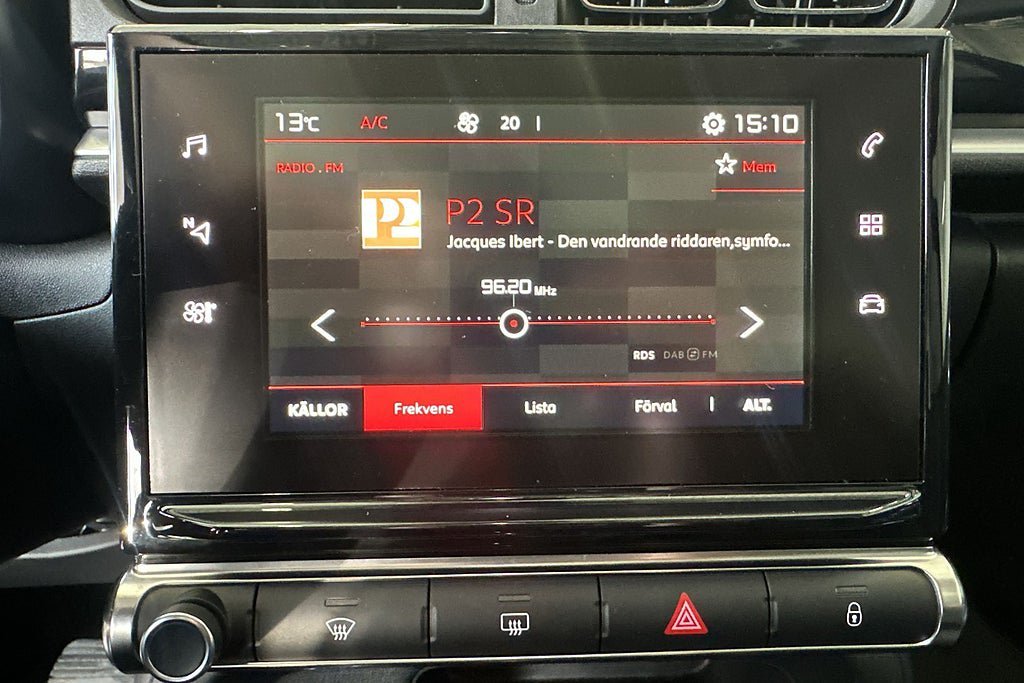 13°C A/C 20 15:10
RADIO . FM Mem
P2 P2 SR
Jacques Ibert - Den vandrande riddaren,symfo...
96.20 MHz
RDS DAB FM
KÄLLOR Frekvens Lista Förval ALT.
N